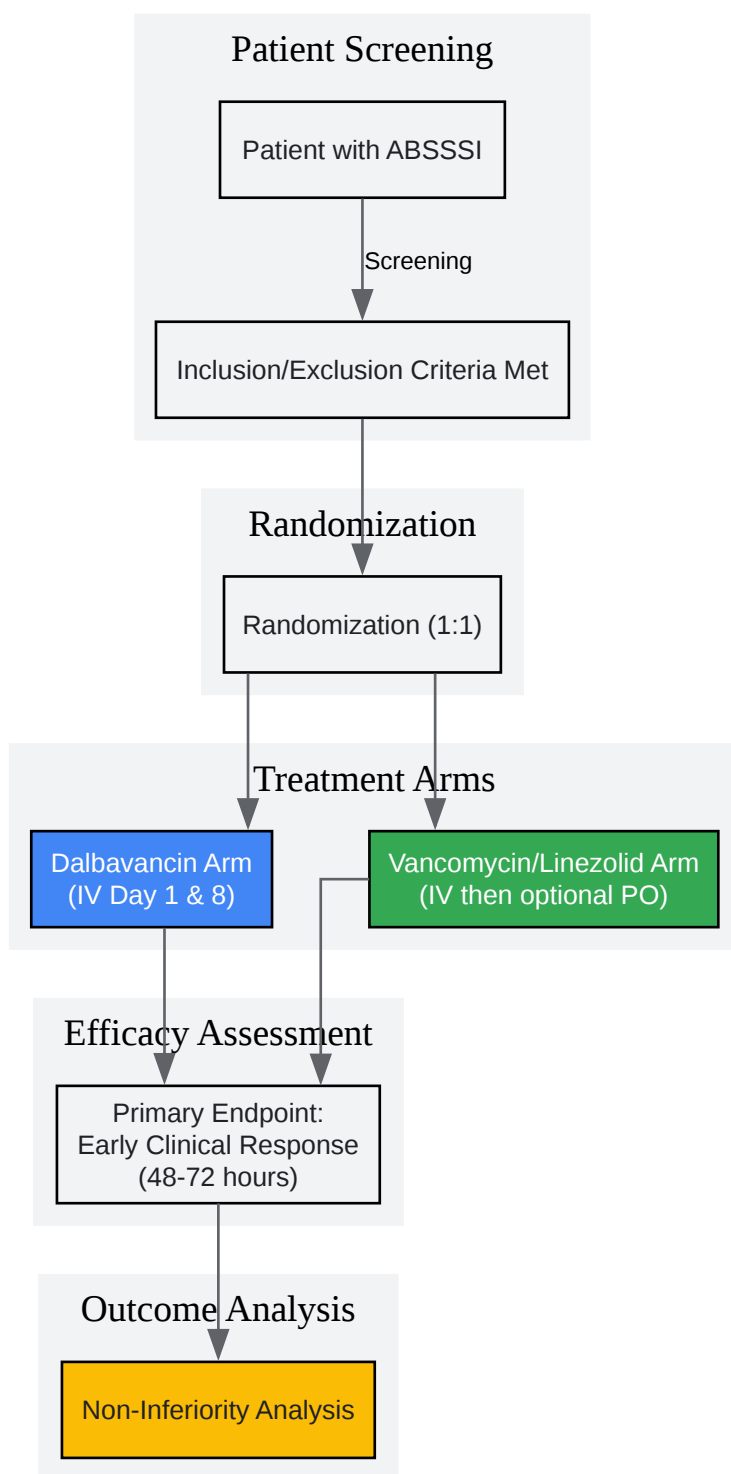 Patient Screening
Patient with ABSSSI
Screening
Inclusion/Exclusion Criteria Met
Randomization
Randomization (1:1)
Treatment Arms
Dalbavancin Arm
(IV Day 1 & 8)
Vancomycin/Linezolid Arm
(IV then optional PO)
Efficacy Assessment
Primary Endpoint:
Early Clinical Response
(48-72 hours)
Outcome Analysis
Non-Inferiority Analysis